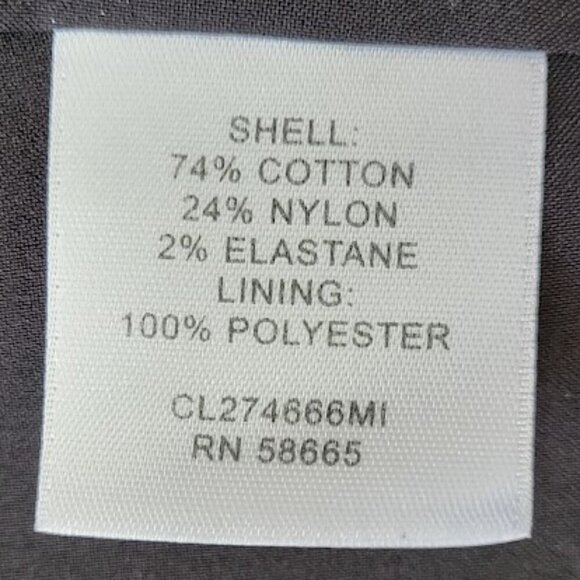 SHELL:
74% COTTON
24% NYLON
2% ELASTANE
LINING:
100% POLYESTER
CL274666MI
RN 58665